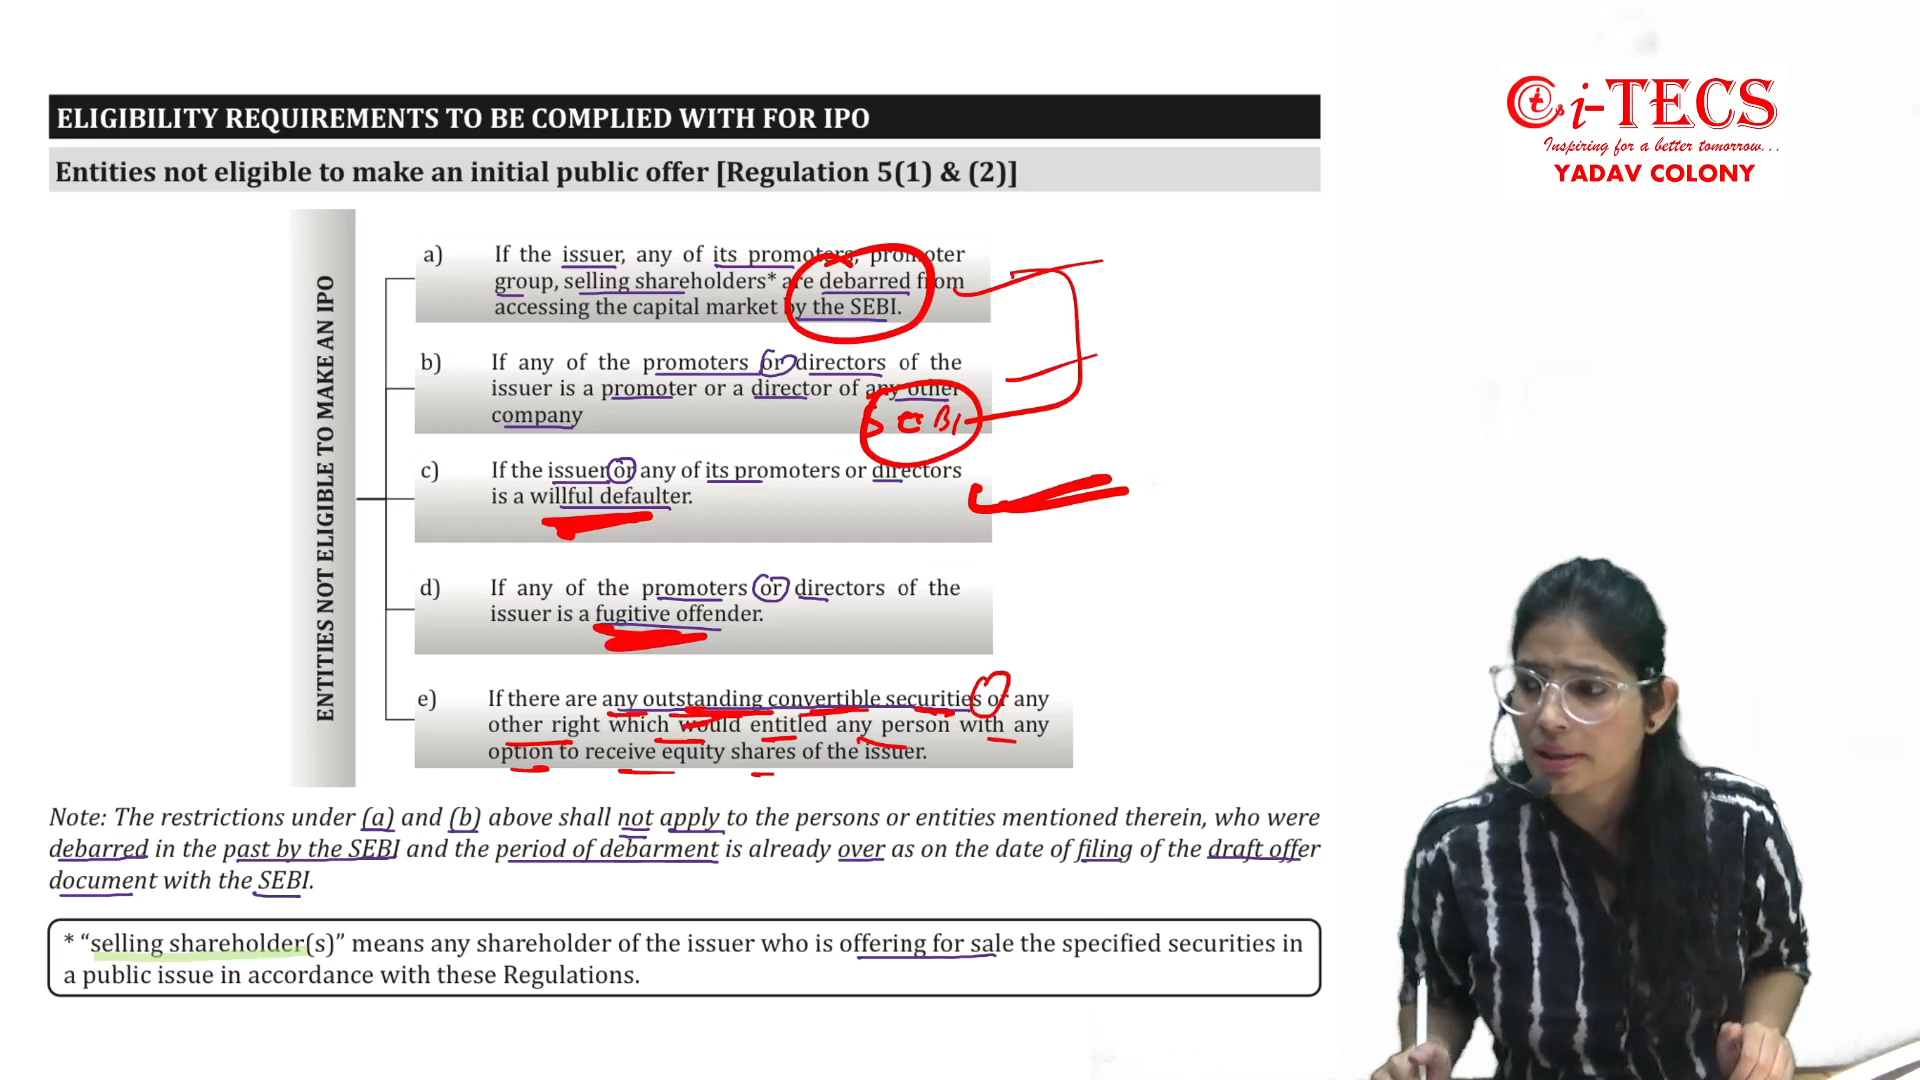 ELIGIBILITY REQUIREMENTS TO BE COMPLIED WITH FOR IPO
Entities not eligible to make an initial public offer [Regulation 5(1) & (2)]
ENTITIES NOT ELIGIBLE TO MAKE AN IPO
a) If the issuer, any of its promoters, promoter
group, selling shareholders* are debarred from
accessing the capital market by the SEBI.
b) If any of the promoters or directors of the
issuer is a promoter or a director of any other
company
SEBI
c) If the issuer or any of its promoters or directors
is a willful defaulter.
d) If any of the promoters or directors of the
issuer is a fugitive offender.
e) If there are any outstanding convertible securities or any
other right which would entitled any person with any
option to receive equity shares of the issuer.
Note: The restrictions under (a) and (b) above shall not apply to the persons or entities mentioned therein, who were
debarred in the past by the SEBI and the period of debarment is already over as on the date of filing of the draft offer
document with the SEBI.
* “selling shareholder(s)” means any shareholder of the issuer who is offering for sale the specified securities in
a public issue in accordance with these Regulations.
i-TECS
Inspiring for a better tomorrow...
YADAV COLONY